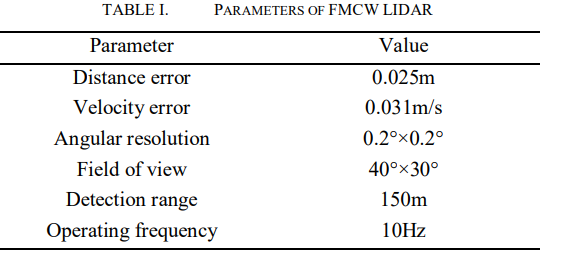 TABLE I. PARAMETERS OF FMCW LIDAR
Parameter Value
Distance error 0.025m
Velocity error 0.031m/s
Angular resolution 0.2°×0.2°
Field of view 40°×30°
Detection range 150m
Operating frequency 10Hz